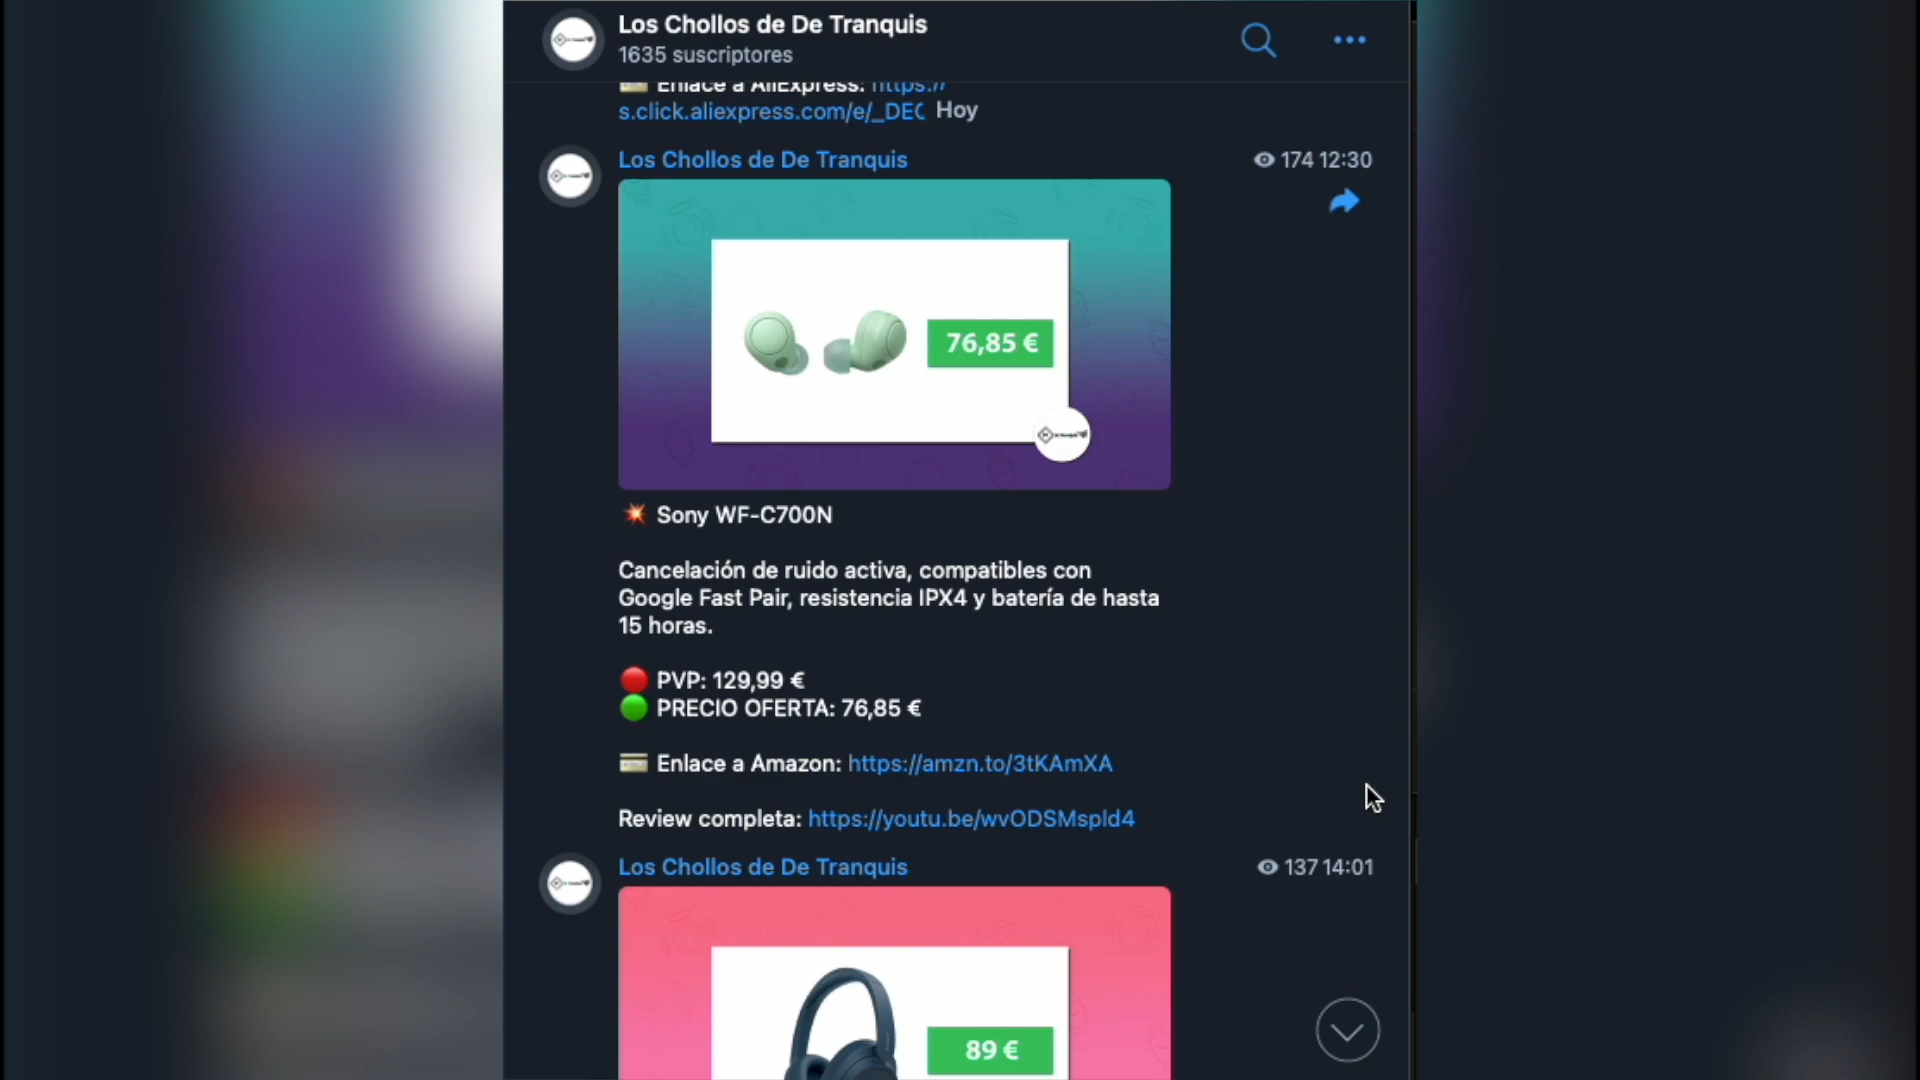 Los Chollos de De Tranquis
1635 suscriptores
Enlace a AliExpress: https://
s.click.aliexpress.com/e/_DEC Hoy
Los Chollos de De Tranquis 174 12:30
76,85 €
Sony WF-C700N
Cancelación de ruido activa, compatibles con
Google Fast Pair, resistencia IPX4 y batería de hasta
15 horas.
PVP: 129,99 €
PRECIO OFERTA: 76,85 €
Enlace a Amazon: https://amzn.to/3tKAmXA
Review completa: https://youtu.be/wvODSMspld4
Los Chollos de De Tranquis 137 14:01
89 €